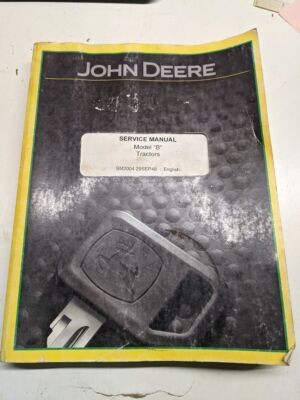 JOHN DEERE
SERVICE MANUAL
Model "B"
Tractors
SM2004 29SEP48 English